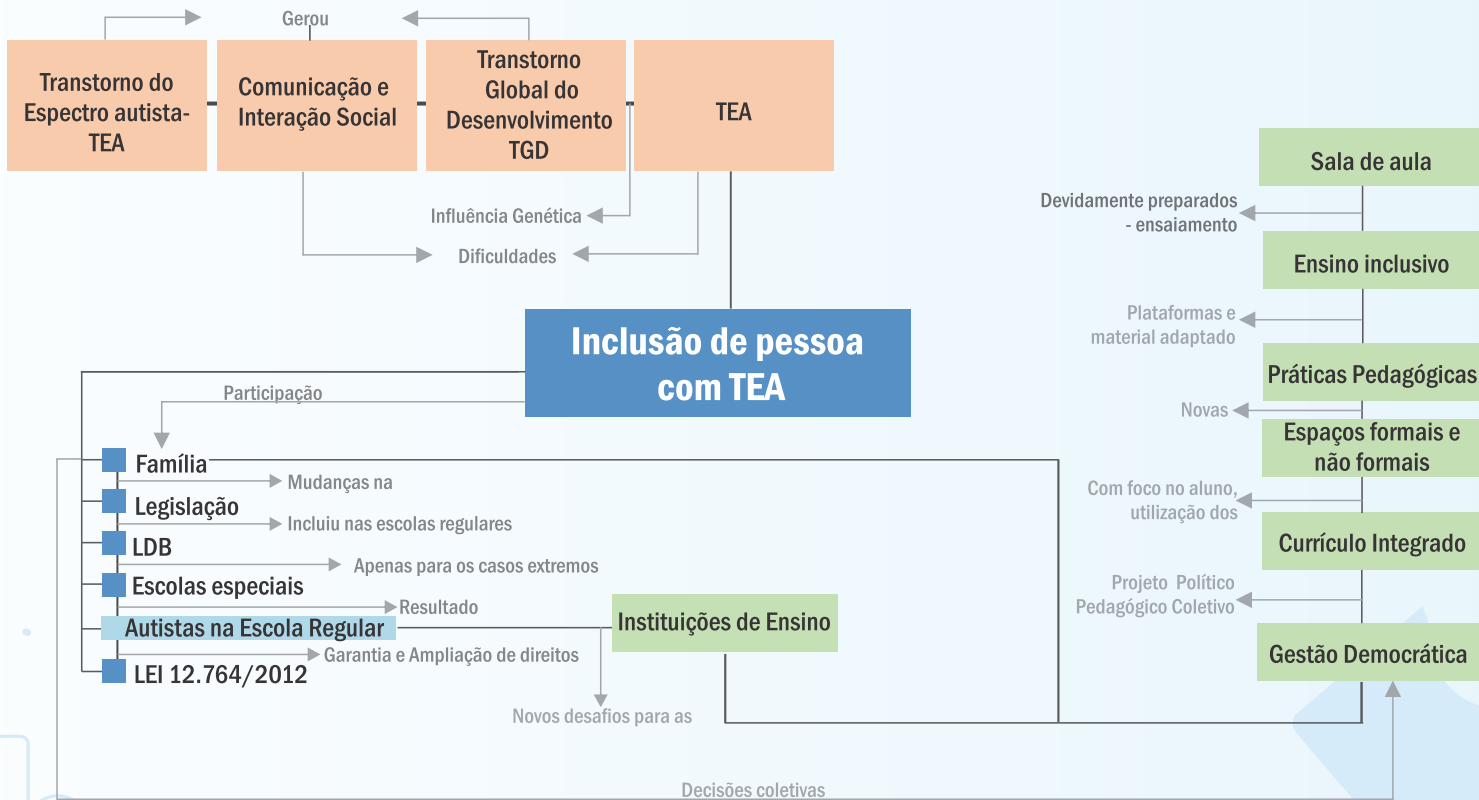 Gerou
Transtorno do
Espectro autista-
TEA
Comunicação e
Interação Social
Transtorno
Global do
Desenvolvimento
TGD
TEA
Influência Genética
Dificuldades
Inclusão de pessoa
com TEA
Participação
Família
Mudanças na
Legislação
Incluiu nas escolas regulares
LDB
Apenas para os casos extremos
Escolas especiais
Resultado
Autistas na Escola Regular
Garantia e Ampliação de direitos
LEI 12.764/2012
Instituições de Ensino
Novos desafios para as
Decisões coletivas
Sala de aula
Devidamente preparados
- ensaiamento
Ensino inclusivo
Plataformas e
material adaptado
Práticas Pedagógicas
Novas
Espaços formais e
não formais
Com foco no aluno,
utilização dos
Currículo Integrado
Projeto Político
Pedagógico Coletivo
Gestão Democrática